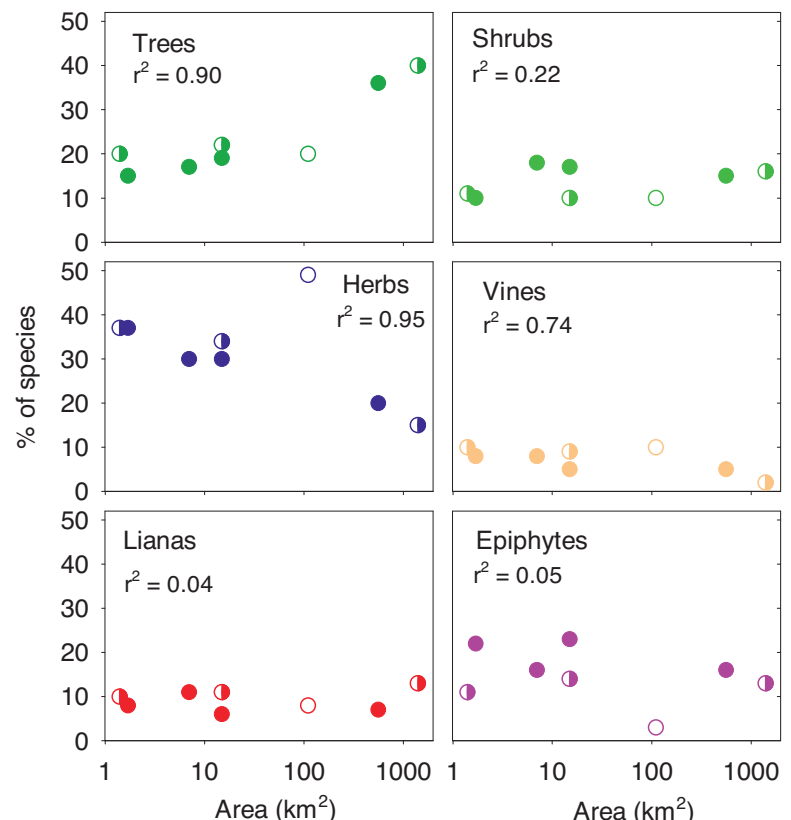 50
40
30
20
10
0
Trees
r² = 0.90
Shrubs
r² = 0.22
50
40
30
20
10
0
Herbs
r² = 0.95
Vines
r² = 0.74
% of species
50
40
30
20
10
0
Lianas
r² = 0.04
Epiphytes
r² = 0.05
1 10 100 1000
1 10 100 1000
Area (km²)
Area (km²)